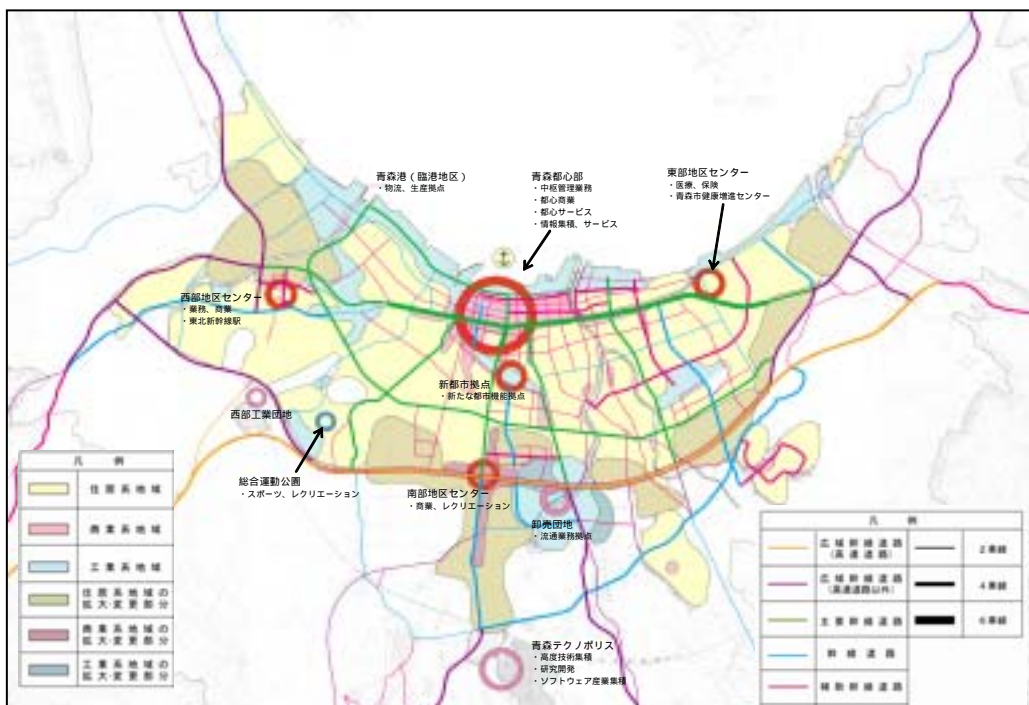 青森港（臨港地区）
・物流、生産拠点
青森都心部
・中枢管理業務
・都心商業
・都心サービス
・情報集積、サービス
東部地区センター
・医療、保険
・青森市健康増進センター
西部地区センター
・業務、商業
・東北新幹線駅
新都市拠点
・新たな都市機能拠点
西部工業団地
総合運動公園
・スポーツ、レクリエーション
南部地区センター
・商業、レクリエーション
卸売団地
・流通業務拠点
青森テクノポリス
・高度技術集積
・研究開発
・ソフトウェア産業集積
凡例
住居系地域
商業系地域
工業系地域
住居系地域の
拡大・変更部分
商業系地域の
拡大・変更部分
工業系地域の
拡大・変更部分
凡例
広域幹線道路
（高速道路）
2車線
広域幹線道路
（高速道路以外）
4車線
主要幹線道路
6車線
幹線道路
補助幹線道路